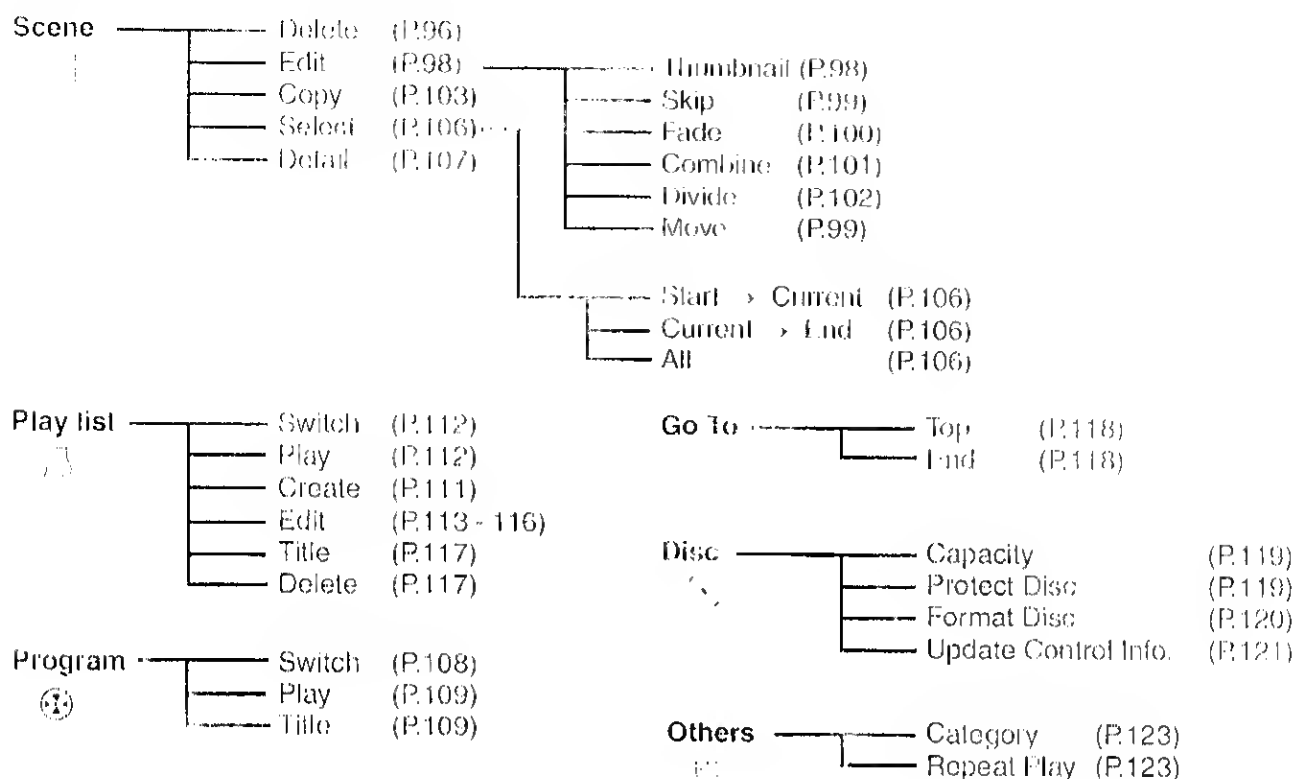 Scene
Delete (P.96)
Edit (P.98)
Copy (P.103)
Select (P.106)
Detail (P.107)
Thumbnail (P.98)
Skip (P.99)
Fade (P.100)
Combine (P.101)
Divide (P.102)
Move (P.99)
Start → Current (P.106)
Current → End (P.106)
All (P.106)
Play list
Switch (P.112)
Play (P.112)
Create (P.111)
Edit (P.113 - 116)
Title (P.117)
Delete (P.117)
Program
Switch (P.108)
Play (P.109)
Title (P.109)
Go To
Top (P.118)
End (P.118)
Disc
Capacity (P.119)
Protect Disc (P.119)
Format Disc (P.120)
Update Control Info. (P.121)
Others
Category (P.123)
Repeat Play (P.123)